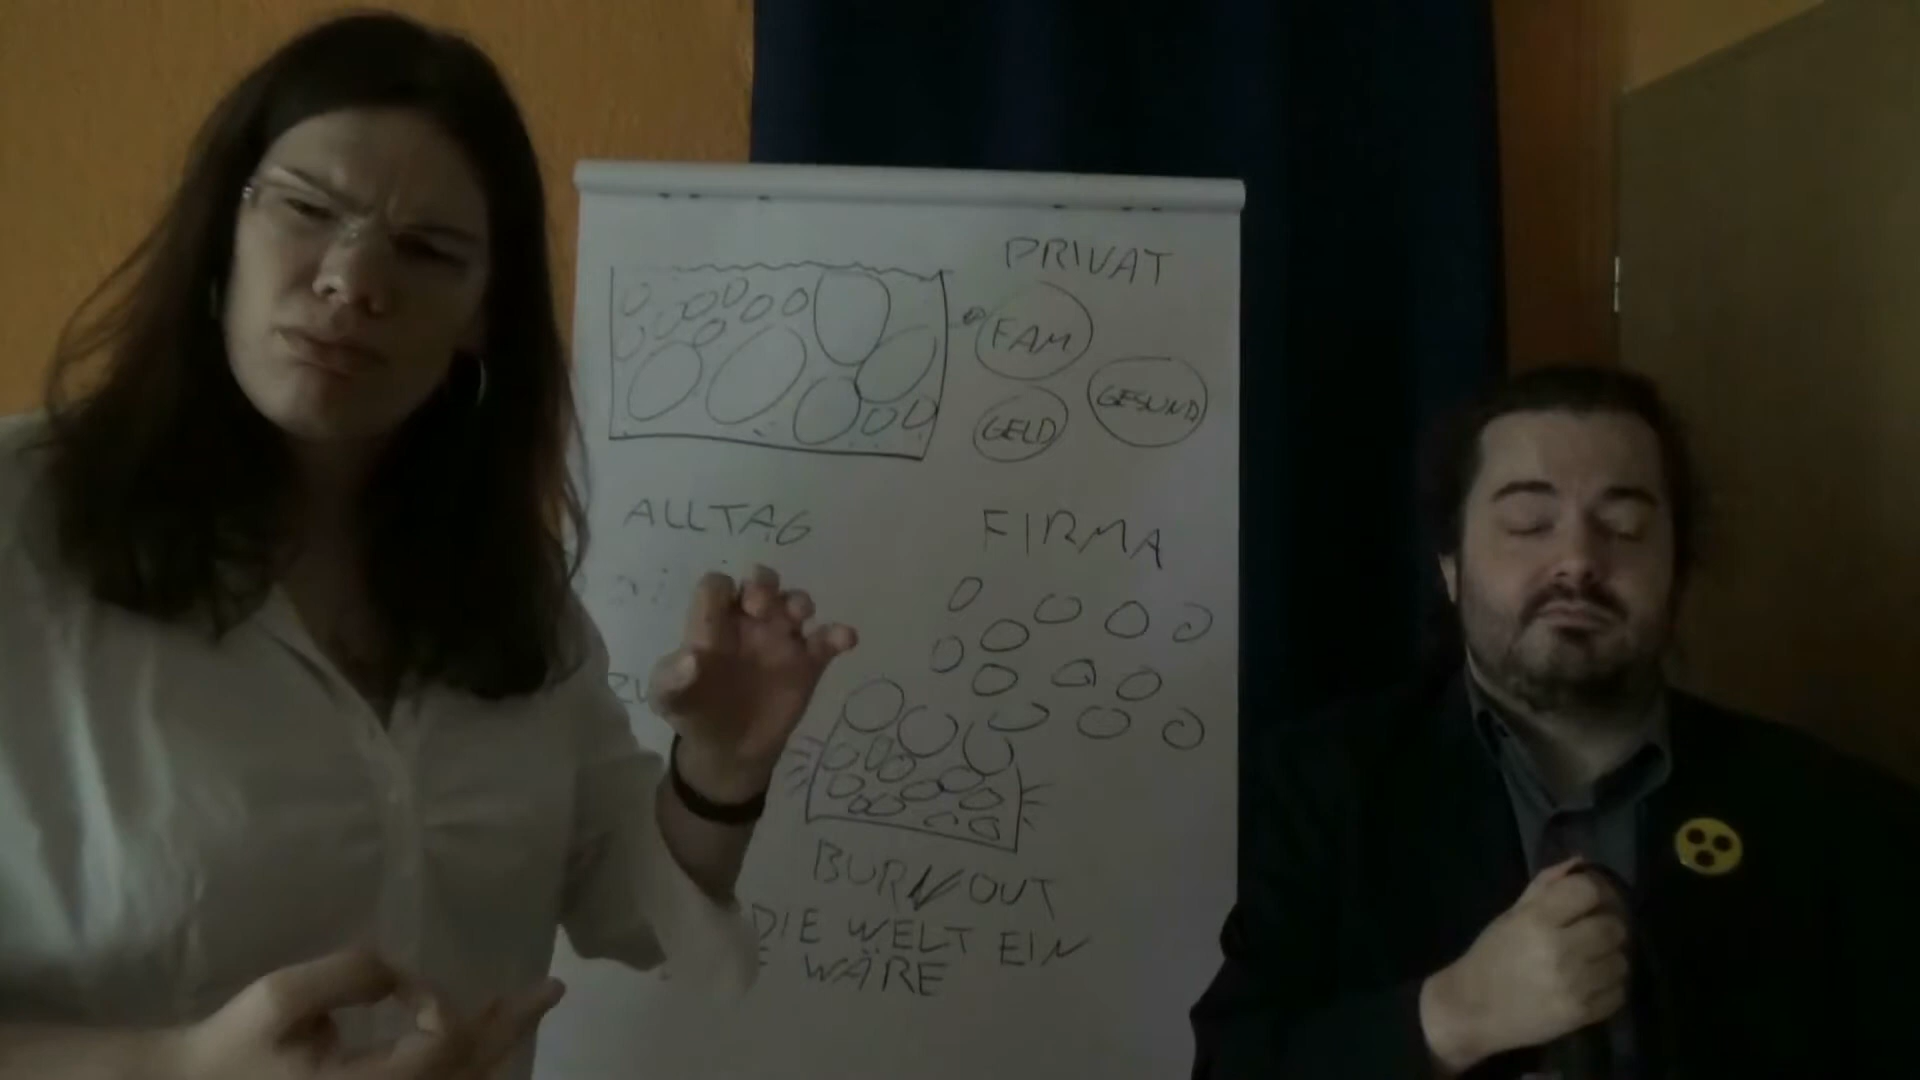 PRIVAT
FAM
GESUND
GELD
ALLTAG
FIRMA
BURNOUT
DIE WELT EIN
WÄRE